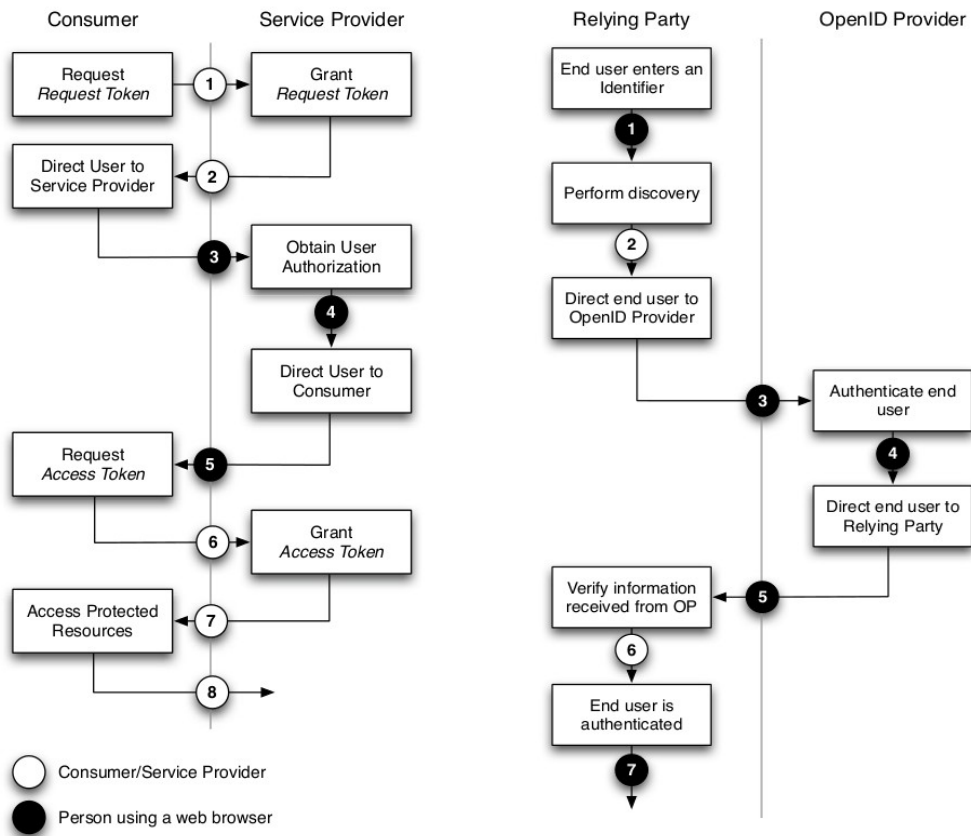 Consumer
Service Provider
Request
Request Token
1
Grant
Request Token
Direct User to
Service Provider
2
3
Obtain User
Authorization
4
Direct User to
Consumer
Request
Access Token
5
6
Grant
Access Token
Access Protected
Resources
7
8
Consumer/Service Provider
Person using a web browser
Relying Party
OpenID Provider
End user enters an
Identifier
1
Perform discovery
2
Direct end user to
OpenID Provider
3
Authenticate end
user
4
Direct end user to
Relying Party
Verify information
received from OP
5
6
End user is
authenticated
7